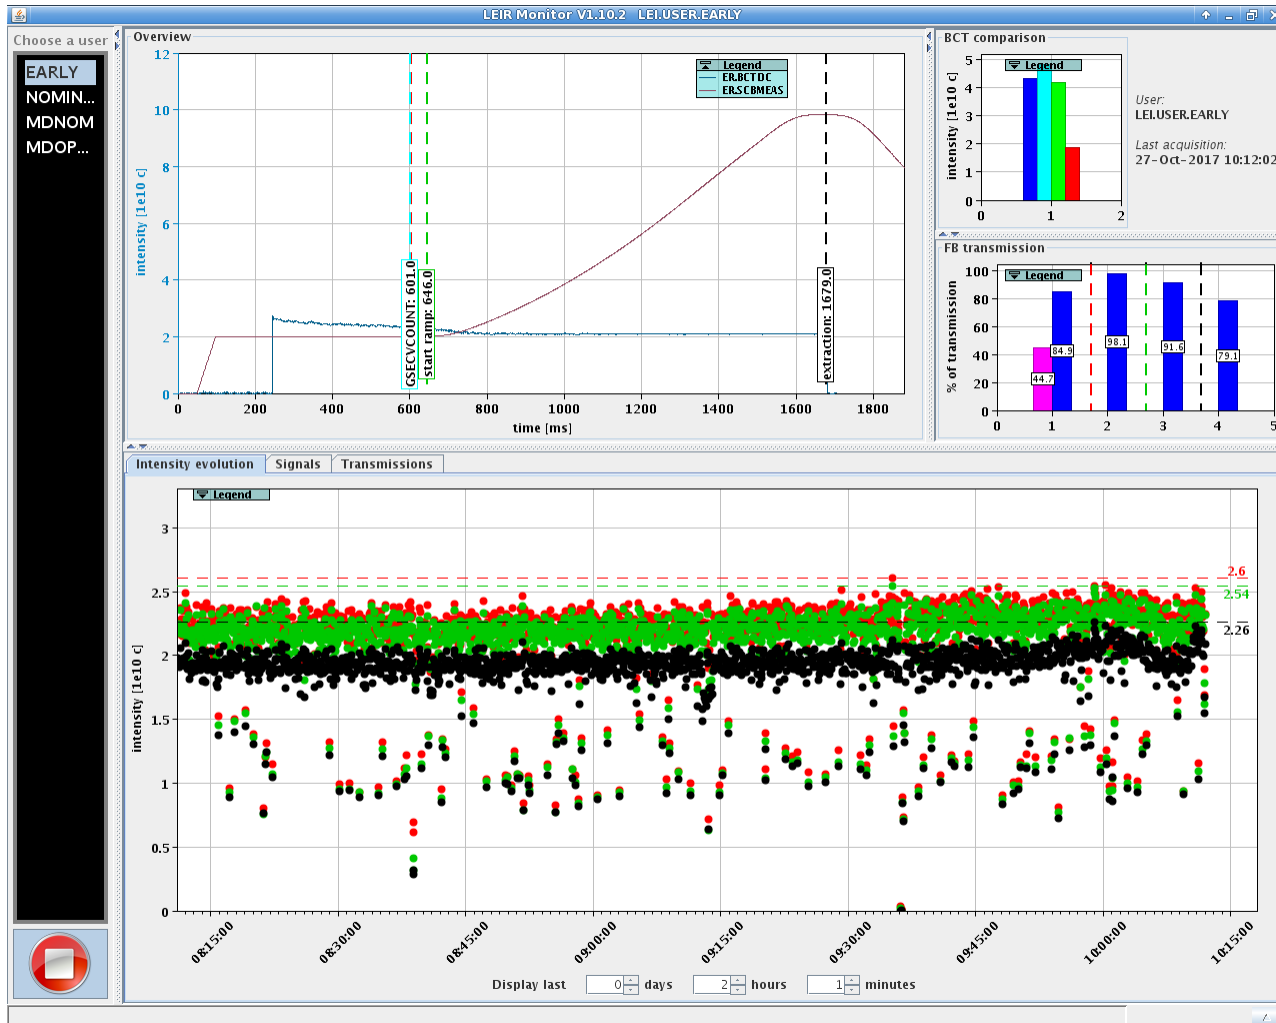 LEIR Monitor V1.10.2 LEI.USER.EARLY
Choose a user
EARLY
NOMIN...
MDNOM
MDOP...
Overview
12
10
8
6
4
2
0
intensity [1e10 c]
Legend
ER.BCTDC
ER.SCBMEAS
GSECVCOUNT: 601.0
start ramp: 646.0
extraction: 1679.0
0 200 400 600 800 1000 1200 1400 1600 1800
time [ms]
BCT comparison
Legend
5
4
3
2
1
0
intensity [1e10 c]
0 1 2
User:
LEI.USER.EARLY
Last acquisition:
27-Oct-2017 10:12:02
FB transmission
Legend
100
80
60
40
20
0
% of transmission
44.7
84.9
98.1
91.6
79.1
0 1 2 3 4 5
Intensity evolution Signals Transmissions
Legend
3
2.5
2
1.5
1
0.5
0
intensity [1e10 c]
2.6
2.54
2.26
08:15:00 08:30:00 08:45:00 09:00:00 09:15:00 09:30:00 09:45:00 10:00:00 10:15:00
Display last 0 days 2 hours 1 minutes